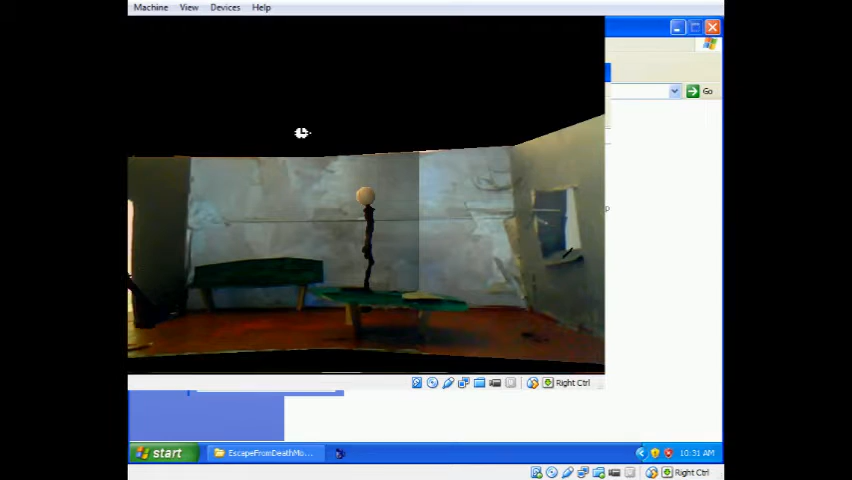 Machine View Devices Help
Go
p
Right Ctrl
start EscapeFromDeathMo... 10:31 AM
Right Ctrl